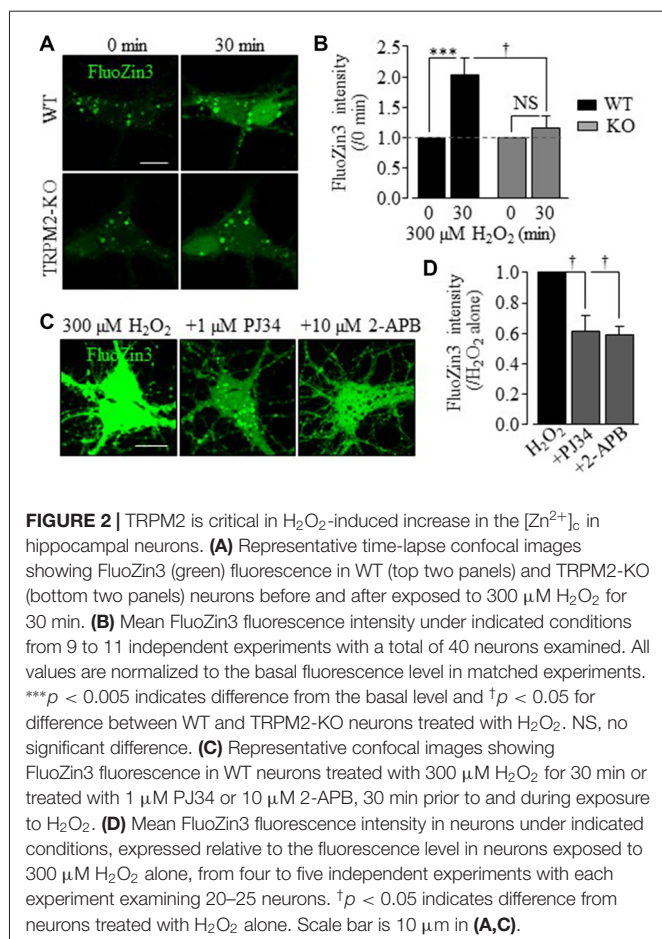 A
0 min 30 min
FluoZin3
WT
TRPM2-KO
B
FluoZin3 intensity
(/0 min)
2.5
2.0
1.5
1.0
0.5
0.0
*** †
NS
WT
KO
0 30 0 30
300 μM H₂O₂ (min)
C
300 μM H₂O₂ +1 μM PJ34 +10 μM 2-APB
FluoZin3
D
FluoZin3 intensity
(/H₂O₂ alone)
1.0
0.8
0.6
0.4
0.2
0.0
† †
H₂O₂
+PJ34
+2-APB
FIGURE 2 | TRPM2 is critical in H₂O₂-induced increase in the [Zn²⁺]c in
hippocampal neurons. (A) Representative time-lapse confocal images
showing FluoZin3 (green) fluorescence in WT (top two panels) and TRPM2-KO
(bottom two panels) neurons before and after exposed to 300 μM H₂O₂ for
30 min. (B) Mean FluoZin3 fluorescence intensity under indicated conditions
from 9 to 11 independent experiments with a total of 40 neurons examined. All
values are normalized to the basal fluorescence level in matched experiments.
***p < 0.005 indicates difference from the basal level and †p < 0.05 for
difference between WT and TRPM2-KO neurons treated with H₂O₂. NS, no
significant difference. (C) Representative confocal images showing
FluoZin3 fluorescence in WT neurons treated with 300 μM H₂O₂ for 30 min or
treated with 1 μM PJ34 or 10 μM 2-APB, 30 min prior to and during exposure
to H₂O₂. (D) Mean FluoZin3 fluorescence intensity in neurons under indicated
conditions, expressed relative to the fluorescence level in neurons exposed to
300 μM H₂O₂ alone, from four to five independent experiments with each
experiment examining 20–25 neurons. †p < 0.05 indicates difference from
neurons treated with H₂O₂ alone. Scale bar is 10 μm in (A,C).